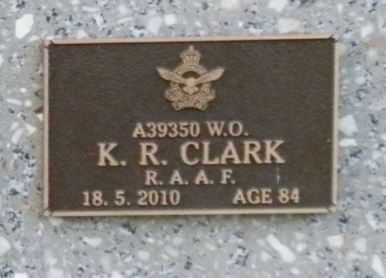 A39350 W.O.
K. R. CLARK
R. A. A. F.
18. 5. 2010 AGE 84